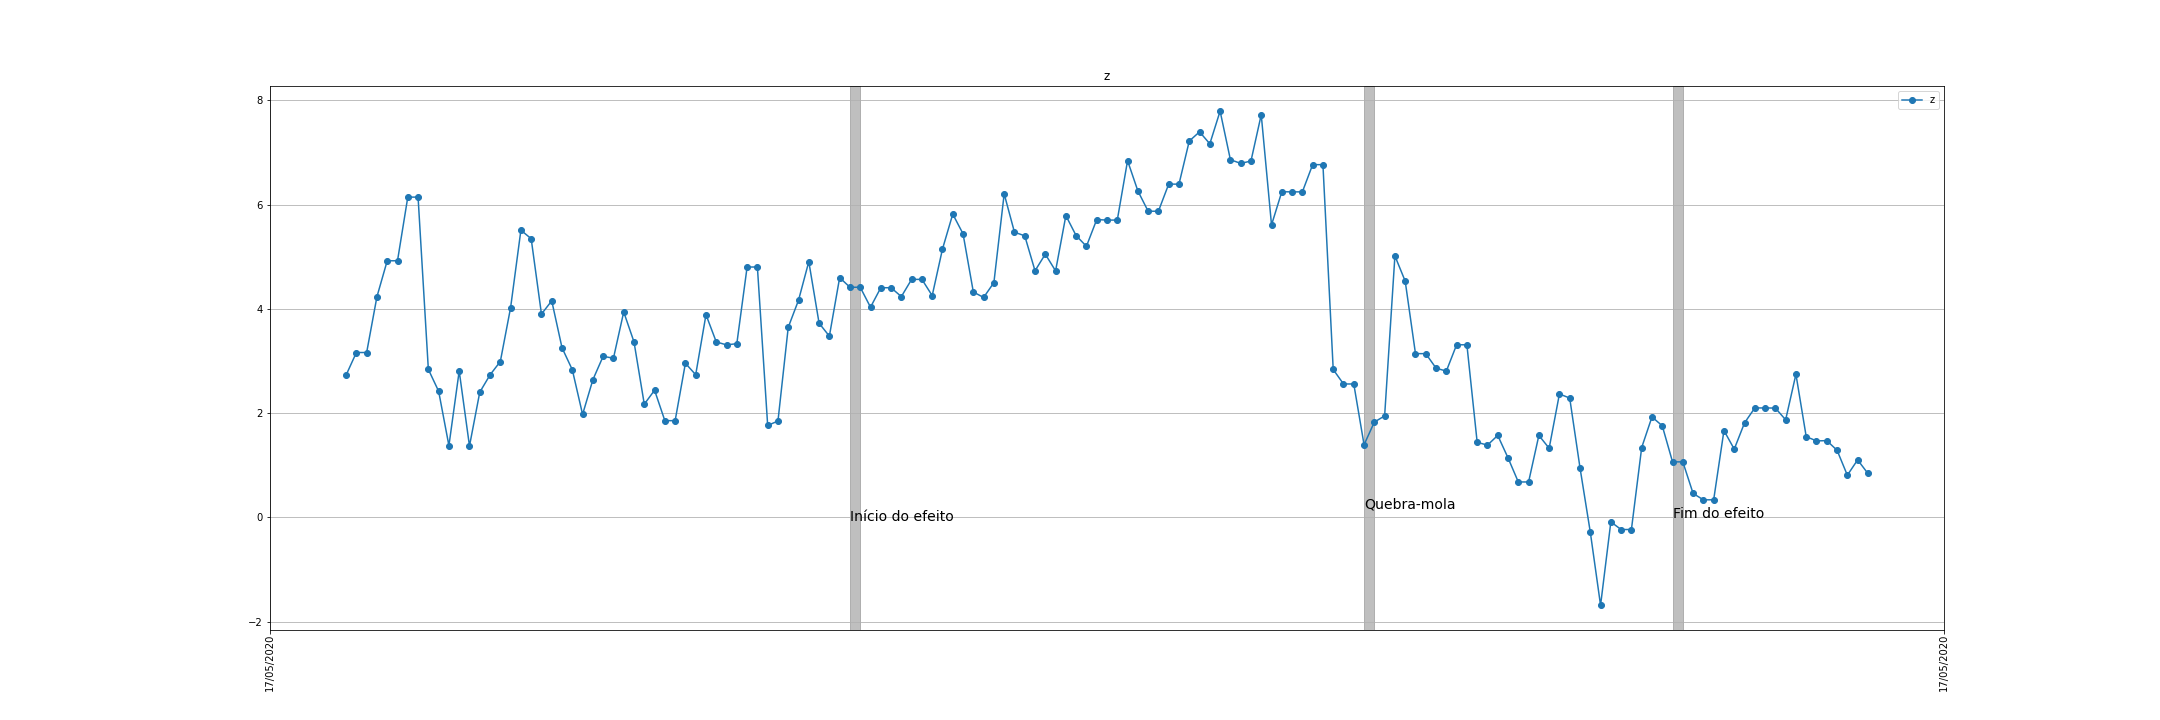 z
8
z
6
4
2
Quebra-mola
Início do efeito
Fim do efeito
0
−2
17/05/2020
17/05/2020